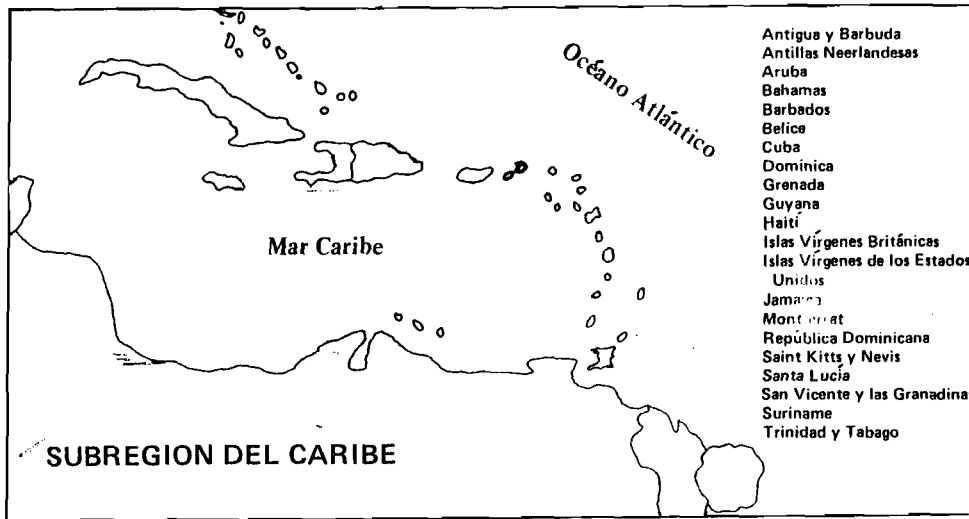 Océano Atlántico
Mar Caribe
SUBREGION DEL CARIBE
Antigua y Barbuda
Antillas Neerlandesas
Aruba
Bahamas
Barbados
Belice
Cuba
Dominica
Grenada
Guyana
Haití
Islas Vírgenes Británicas
Islas Vírgenes de los Estados
Unidos
Jamaica
Montserrat
República Dominicana
Saint Kitts y Nevis
Santa Lucía
San Vicente y las Granadina
Suriname
Trinidad y Tabago